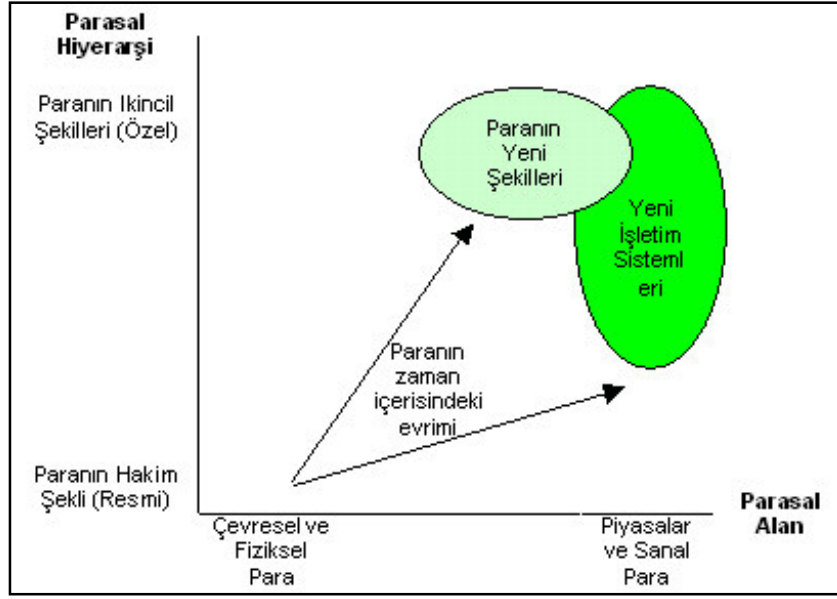 Parasal
Hiyerarşi
Paranın Ikincil
Şekilleri (Özel)
Paranın
Yeni
Şekilleri
Yeni
İşletim
Sisteml
eri
Paranın
zaman
içerisindeki
evrimi
Paranın Hakim
Şekli (Resmi)
Çevresel ve
Fiziksel
Para
Piyasalar
ve Sanal
Para
Parasal
Alan